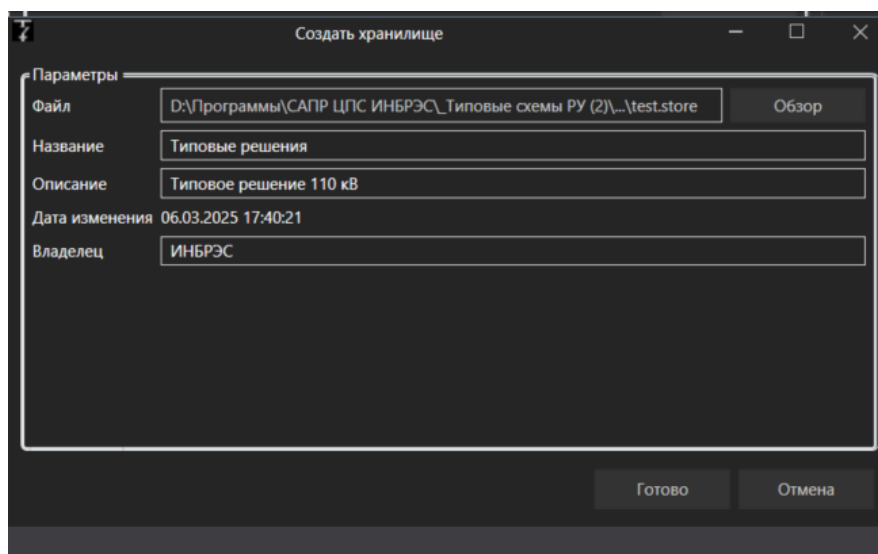 Создать хранилище
Параметры
Файл D:\Программы\САПР ЦПС ИНБРЭС\_Типовые схемы РУ (2)\...\test.store Обзор
Название Типовые решения
Описание Типовое решение 110 кВ
Дата изменения 06.03.2025 17:40:21
Владелец ИНБРЭС
Готово Отмена